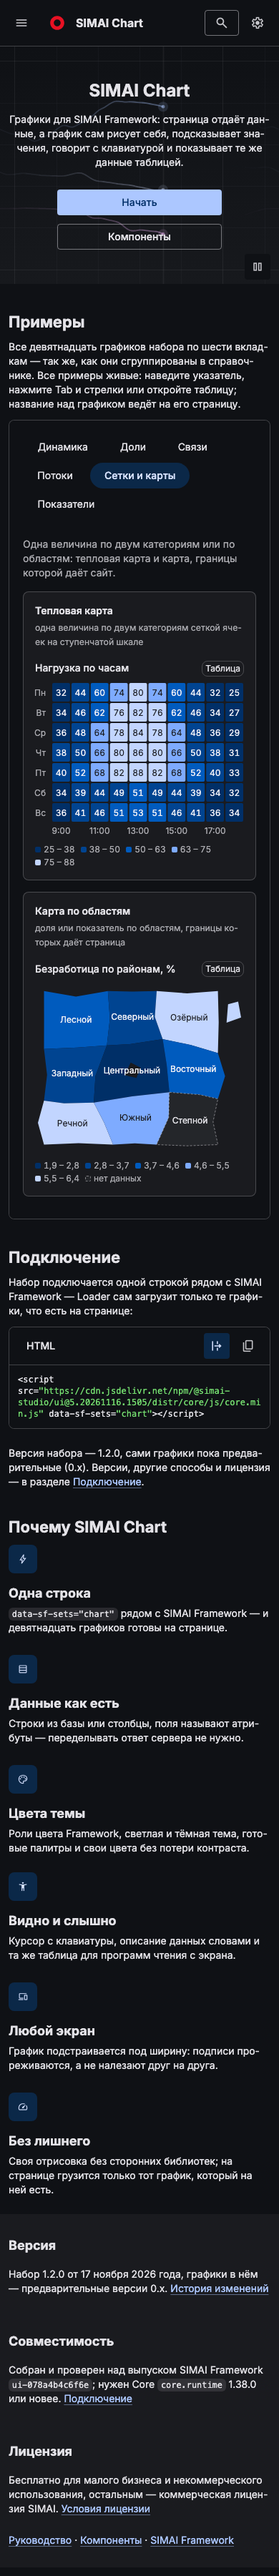 SIMAI Chart
SIMAI Chart
Графики для SIMAI Framework: страница отдаёт дан-
ные, а график сам рисует себя, подсказывает зна-
чения, говорит с клавиатурой и показывает те же
данные таблицей.
Начать
Компоненты
Примеры
Все девятнадцать графиков набора по шести вклад-
кам — так же, как они сгруппированы в справоч-
нике. Все примеры живые: наведите указатель,
нажмите Tab и стрелки или откройте таблицу;
название над графиком ведёт на его страницу.
Динамика Доли Связи
Потоки Сетки и карты
Показатели
Одна величина по двум категориям или по
областям: тепловая карта и карта, границы
которой даёт сайт.
Тепловая карта
одна величина по двум категориям сеткой яче-
ек на ступенчатой шкале
Нагрузка по часам Таблица
Пн 32 44 60 74 80 74 60 44 32 25
Вт 34 46 62 76 82 76 62 46 34 27
Ср 36 48 64 78 84 78 64 48 36 29
Чт 38 50 66 80 86 80 66 50 38 31
Пт 40 52 68 82 88 82 68 52 40 33
Сб 34 39 44 49 51 49 44 39 34 32
Вс 36 41 46 51 53 51 46 41 36 34
9:00 11:00 13:00 15:00 17:00
25 – 38 38 – 50 50 – 63 63 – 75
75 – 88
Карта по областям
доля или показатель по областям, границы ко-
торых даёт страница
Безработица по районам, % Таблица
Лесной Северный Озёрный
Западный Центральный Восточный
Речной Южный Степной
1,9 – 2,8 2,8 – 3,7 3,7 – 4,6 4,6 – 5,5
5,5 – 6,4 нет данных
Подключение
Набор подключается одной строкой рядом с SIMAI
Framework — Loader сам загрузит только те графи-
ки, что есть на странице:
HTML
<script
src="https://cdn.jsdelivr.net/npm/@simai-
studio/ui@5.20261116.1505/distr/core/js/core.mi
n.js" data-sf-sets="chart"></script>
Версия набора — 1.2.0, сами графики пока предва-
рительные (0.x). Версии, другие способы и лицензия
— в разделе Подключение.
Почему SIMAI Chart
Одна строка
data-sf-sets="chart" рядом с SIMAI Framework — и
девятнадцать графиков готовы на странице.
Данные как есть
Строки из базы или столбцы, поля называют атри-
буты — переделывать ответ сервера не нужно.
Цвета темы
Роли цвета Framework, светлая и тёмная тема, гото-
вые палитры и свои цвета без потери контраста.
Видно и слышно
Курсор с клавиатуры, описание данных словами и
та же таблица для программ чтения с экрана.
Любой экран
График подстраивается под ширину: подписи про-
реживаются, а не налезают друг на друга.
Без лишнего
Своя отрисовка без сторонних библиотек; на
странице грузится только тот график, который на
ней есть.
Версия
Набор 1.2.0 от 17 ноября 2026 года, графики в нём
— предварительные версии 0.x. История изменений
Совместимость
Собран и проверен над выпуском SIMAI Framework
ui-078a4b4c6f6e; нужен Core core.runtime 1.38.0
или новее. Подключение
Лицензия
Бесплатно для малого бизнеса и некоммерческого
использования, остальным — коммерческая лицен-
зия SIMAI. Условия лицензии
Руководство · Компоненты · SIMAI Framework